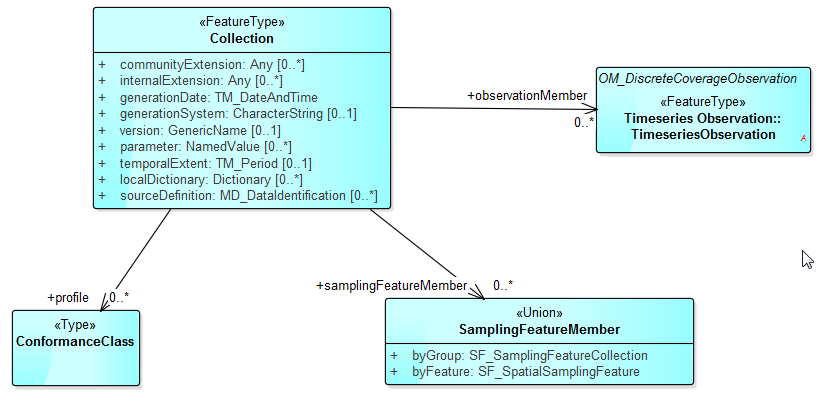 «FeatureType»
Collection
+ communityExtension: Any [0..*]
+ internalExtension: Any [0..*]
+ generationDate: TM_DateAndTime
+ generationSystem: CharacterString [0..1]
+ version: GenericName [0..1]
+ parameter: NamedValue [0..*]
+ temporalExtent: TM_Period [0..1]
+ localDictionary: Dictionary [0..*]
+ sourceDefinition: MD_DataIdentification [0..*]
+observationMember
0..*
OM_DiscreteCoverageObservation
«FeatureType»
Timeseries Observation::
TimeseriesObservation
A
+profile 0..*
+samplingFeatureMember 0..*
«Type»
ConformanceClass
«Union»
SamplingFeatureMember
+ byGroup: SF_SamplingFeatureCollection
+ byFeature: SF_SpatialSamplingFeature